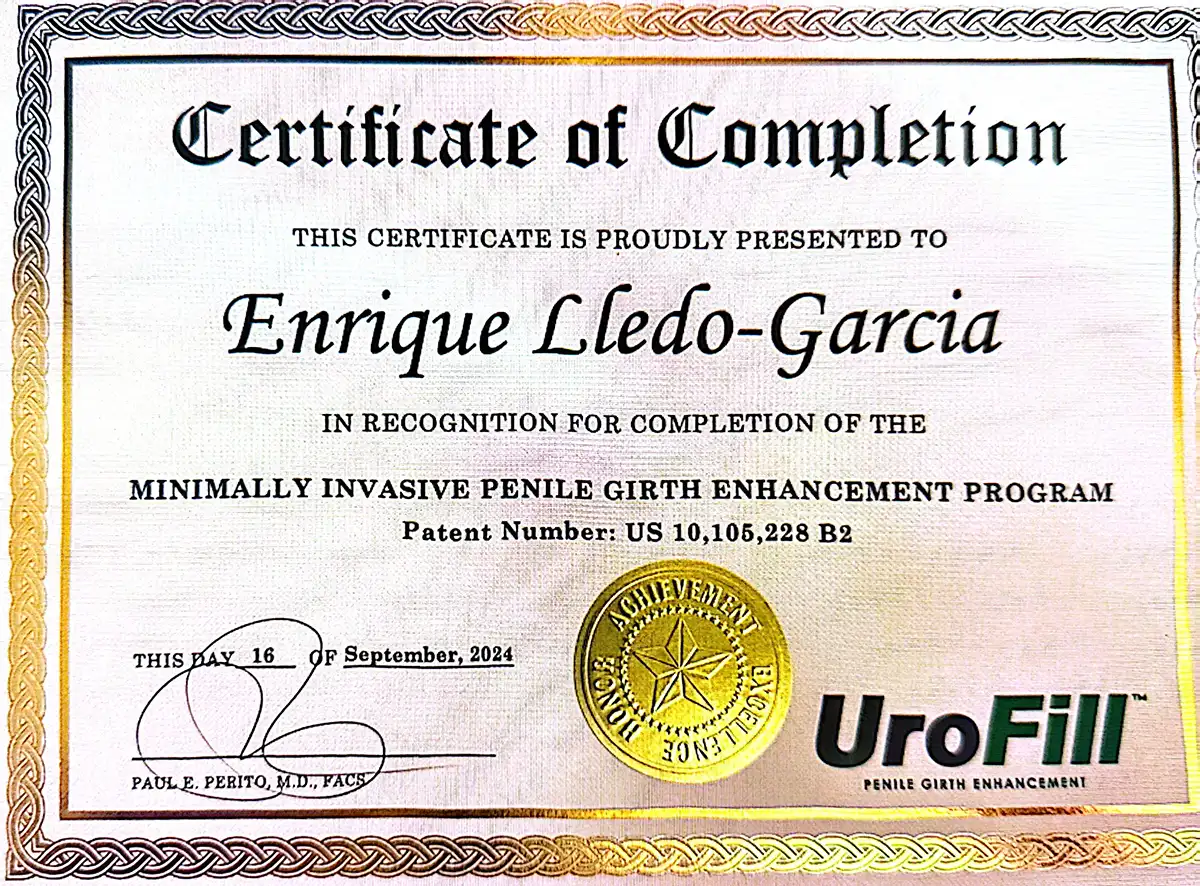 Certificate of Completion
THIS CERTIFICATE IS PROUDLY PRESENTED TO
Enrique Lledo-Garcia
IN RECOGNITION FOR COMPLETION OF THE
MINIMALLY INVASIVE PENILE GIRTH ENHANCEMENT PROGRAM
Patent Number: US 10,105,228 B2
THIS DAY 16 OF September, 2024
PAUL E. PERITO, M.D., FACS
ACHIEVEMENT
EXCELLENCE
HONOR
UroFill™
PENILE GIRTH ENHANCEMENT